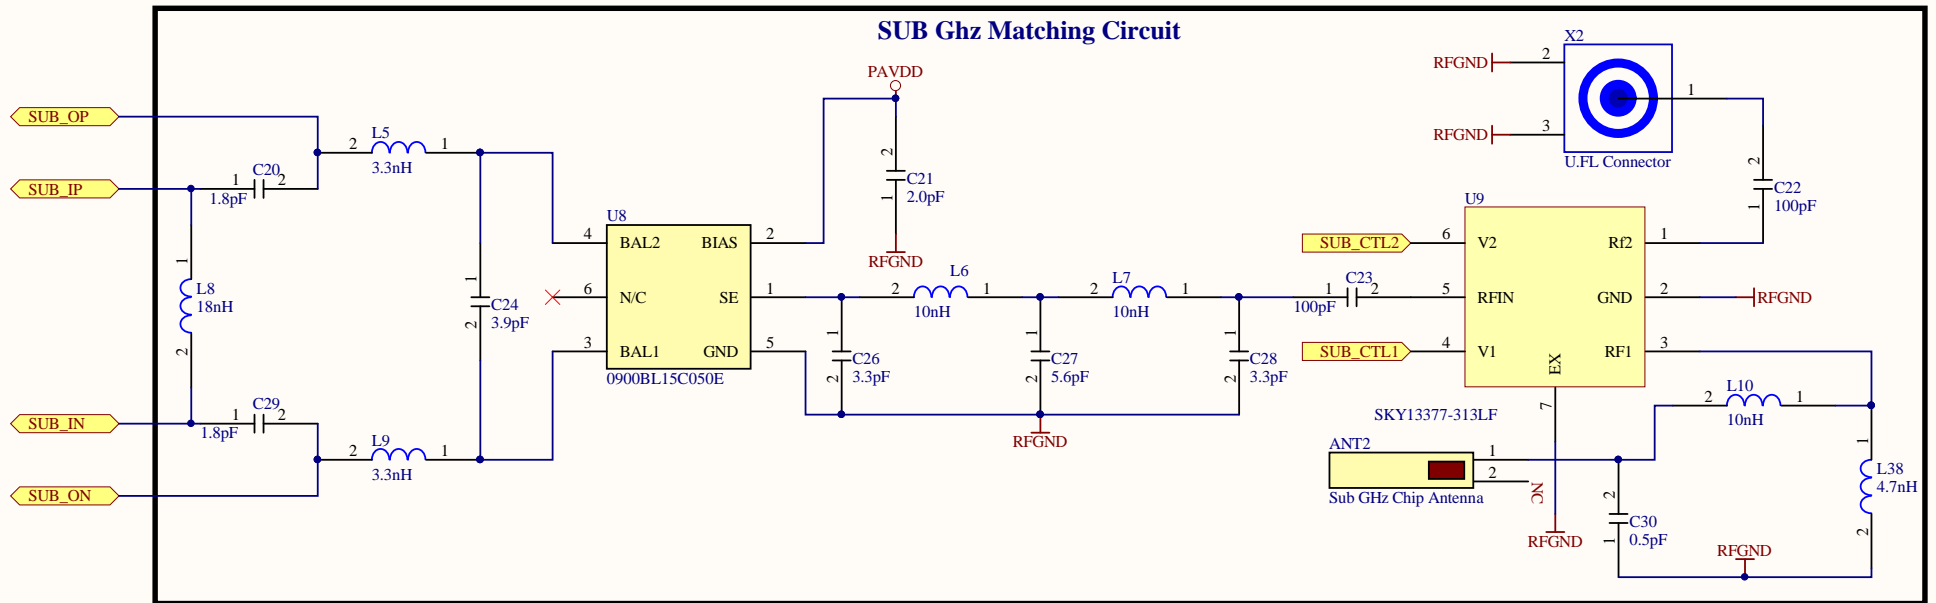 SUB Ghz Matching Circuit
SUB_OP
SUB_IP
SUB_IN
SUB_ON
1
C20
2
1.8pF
2
L5
1
3.3nH
1
L8
18nH
2
1
C29
2
1.8pF
2
L9
1
3.3nH
1
C24
3.9pF
2
U8
4
BAL2
BIAS
2
6
N/C
SE
1
3
BAL1
GND
5
0900BL15C050E
PAVDD
2
C21
2.0pF
1
RFGND
L6
2
1
10nH
L7
2
1
10nH
1
C26
3.3pF
2
1
C27
5.6pF
2
1
C28
3.3pF
2
RFGND
C23
1
2
100pF
SUB_CTL2
SUB_CTL1
U9
6
V2
Rf2
1
5
RFIN
GND
2
RFGND
4
V1
RF1
3
EX
7
SKY13377-313LF
RFGND
X2
RFGND
2
1
RFGND
3
U.FL Connector
2
C22
100pF
1
ANT2
1
2
NC
Sub GHz Chip Antenna
L10
2
1
10nH
1
L38
4.7nH
2
2
C30
0.5pF
1
RFGND